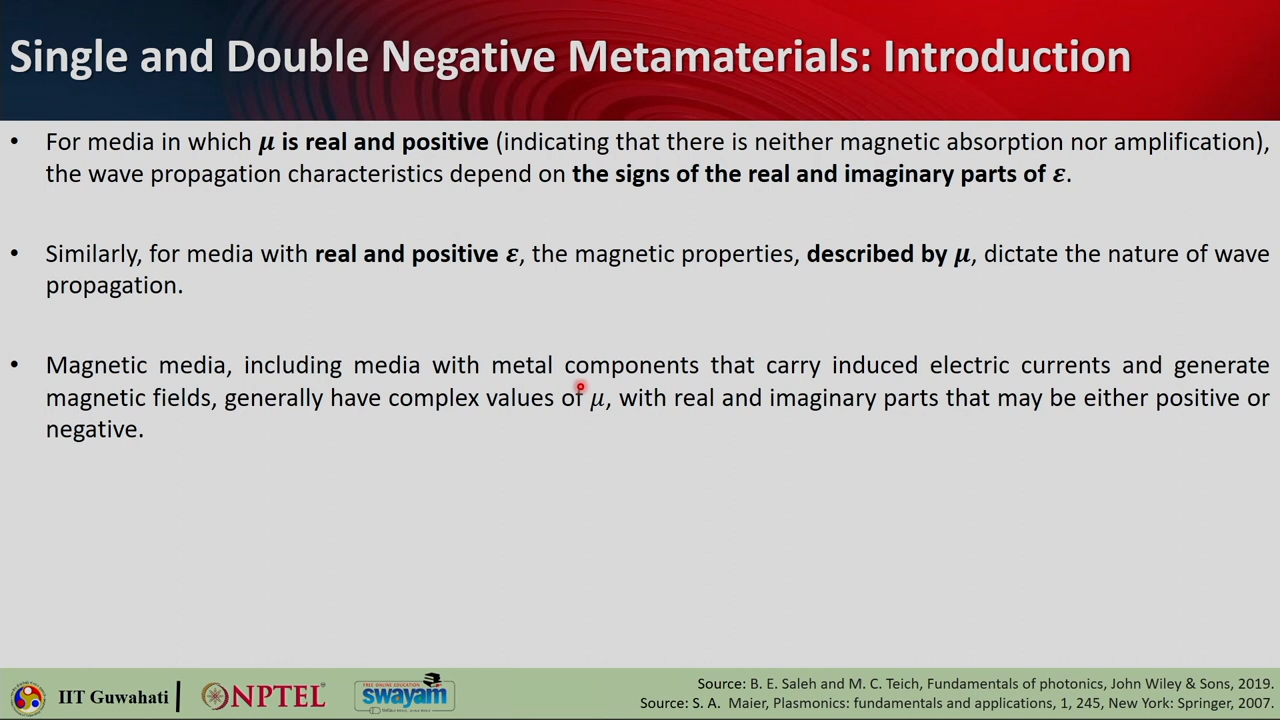 Single and Double Negative Metamaterials: Introduction
• For media in which μ is real and positive (indicating that there is neither magnetic absorption nor amplification),
the wave propagation characteristics depend on the signs of the real and imaginary parts of ε.
• Similarly, for media with real and positive ε, the magnetic properties, described by μ, dictate the nature of wave
propagation.
• Magnetic media, including media with metal components that carry induced electric currents and generate
magnetic fields, generally have complex values of μ, with real and imaginary parts that may be either positive or
negative.
IIT Guwahati
NPTEL
FREE ONLINE EDUCATION
swayam
Source: B. E. Saleh and M. C. Teich, Fundamentals of photonics, John Wiley & Sons, 2019.
Source: S. A. Maier, Plasmonics: fundamentals and applications, 1, 245, New York: Springer, 2007.